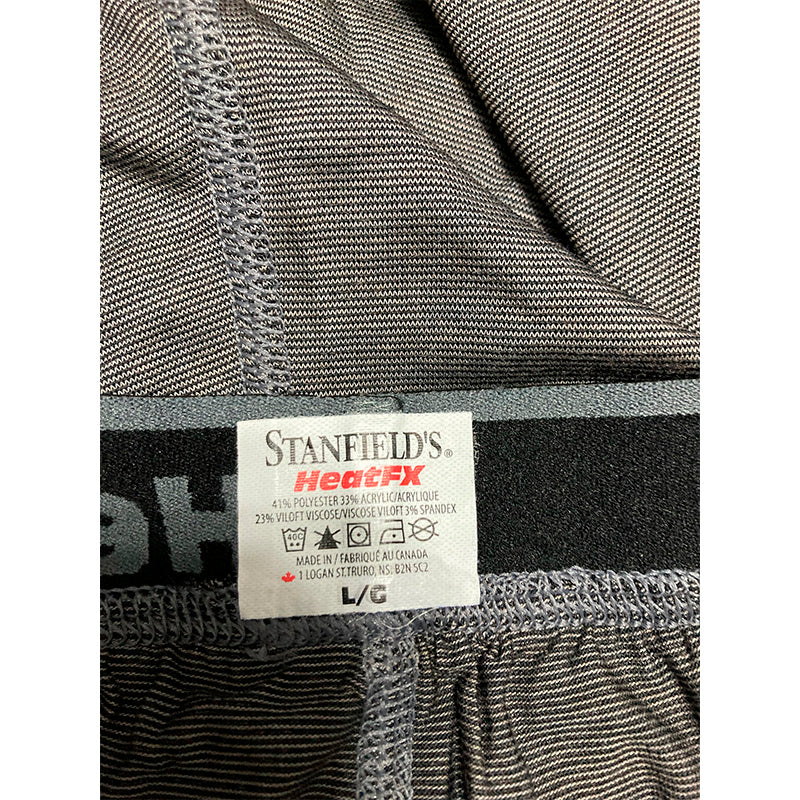 STANFIELD'S®
HeatFX
41% POLYESTER 33% ACRYLIC/ACRYLIQUE
23% VILOFT VISCOSE/VISCOSE VILOFT 3% SPANDEX
40C
MADE IN / FABRIQUÉ AU CANADA
1 LOGAN ST.TRURO, NS: B2N 5C2
L/G
He